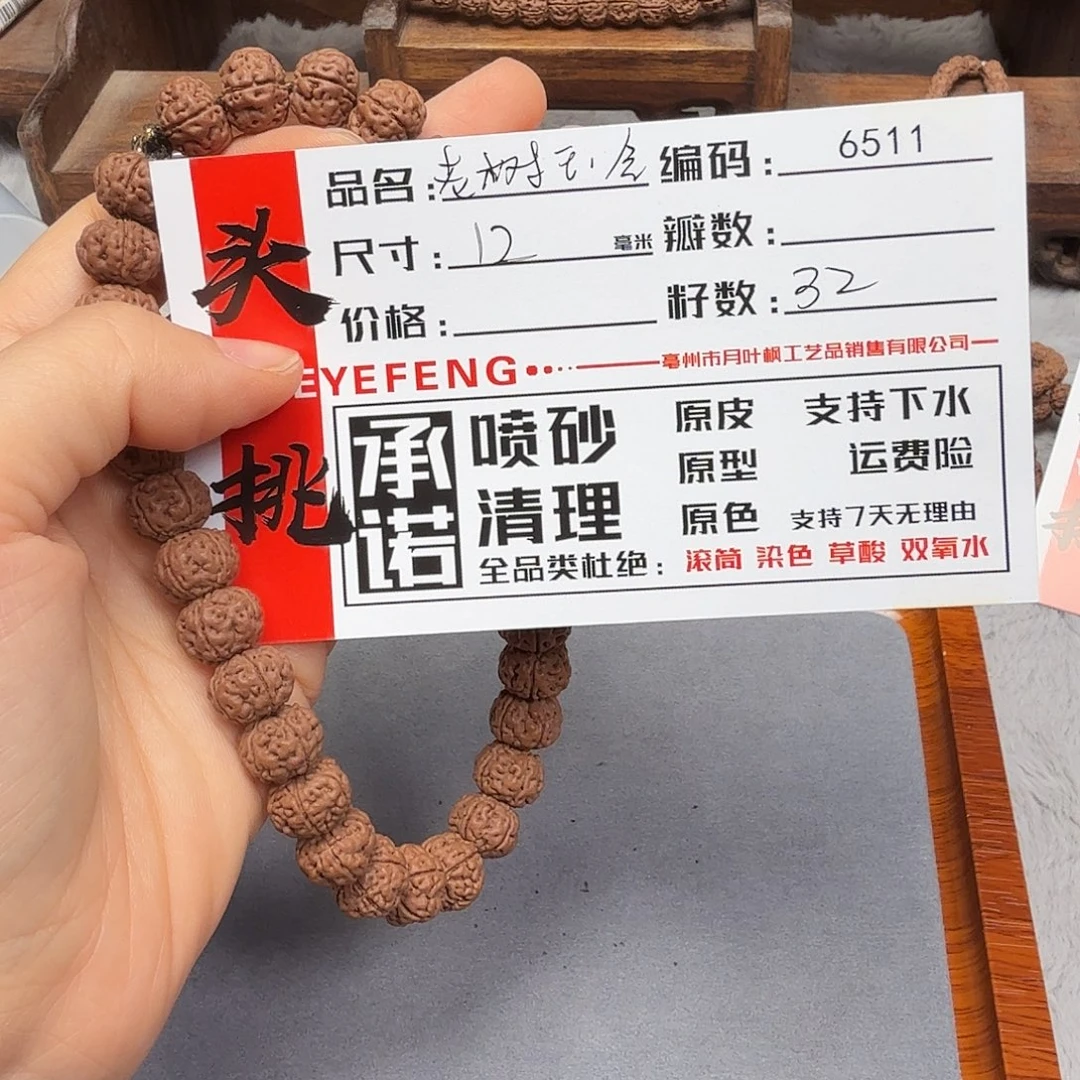 头挑
品名：老树于小金 编码：6511
尺寸：12 毫米 瓣数：
价格： 籽数：32
EYEFENG
亳州市月叶枫工艺品销售有限公司
承诺
喷砂 原皮 支持下水
清理 原型 运费险
原色 支持7天无理由
全品类杜绝：滚筒 染色 草酸 双氧水